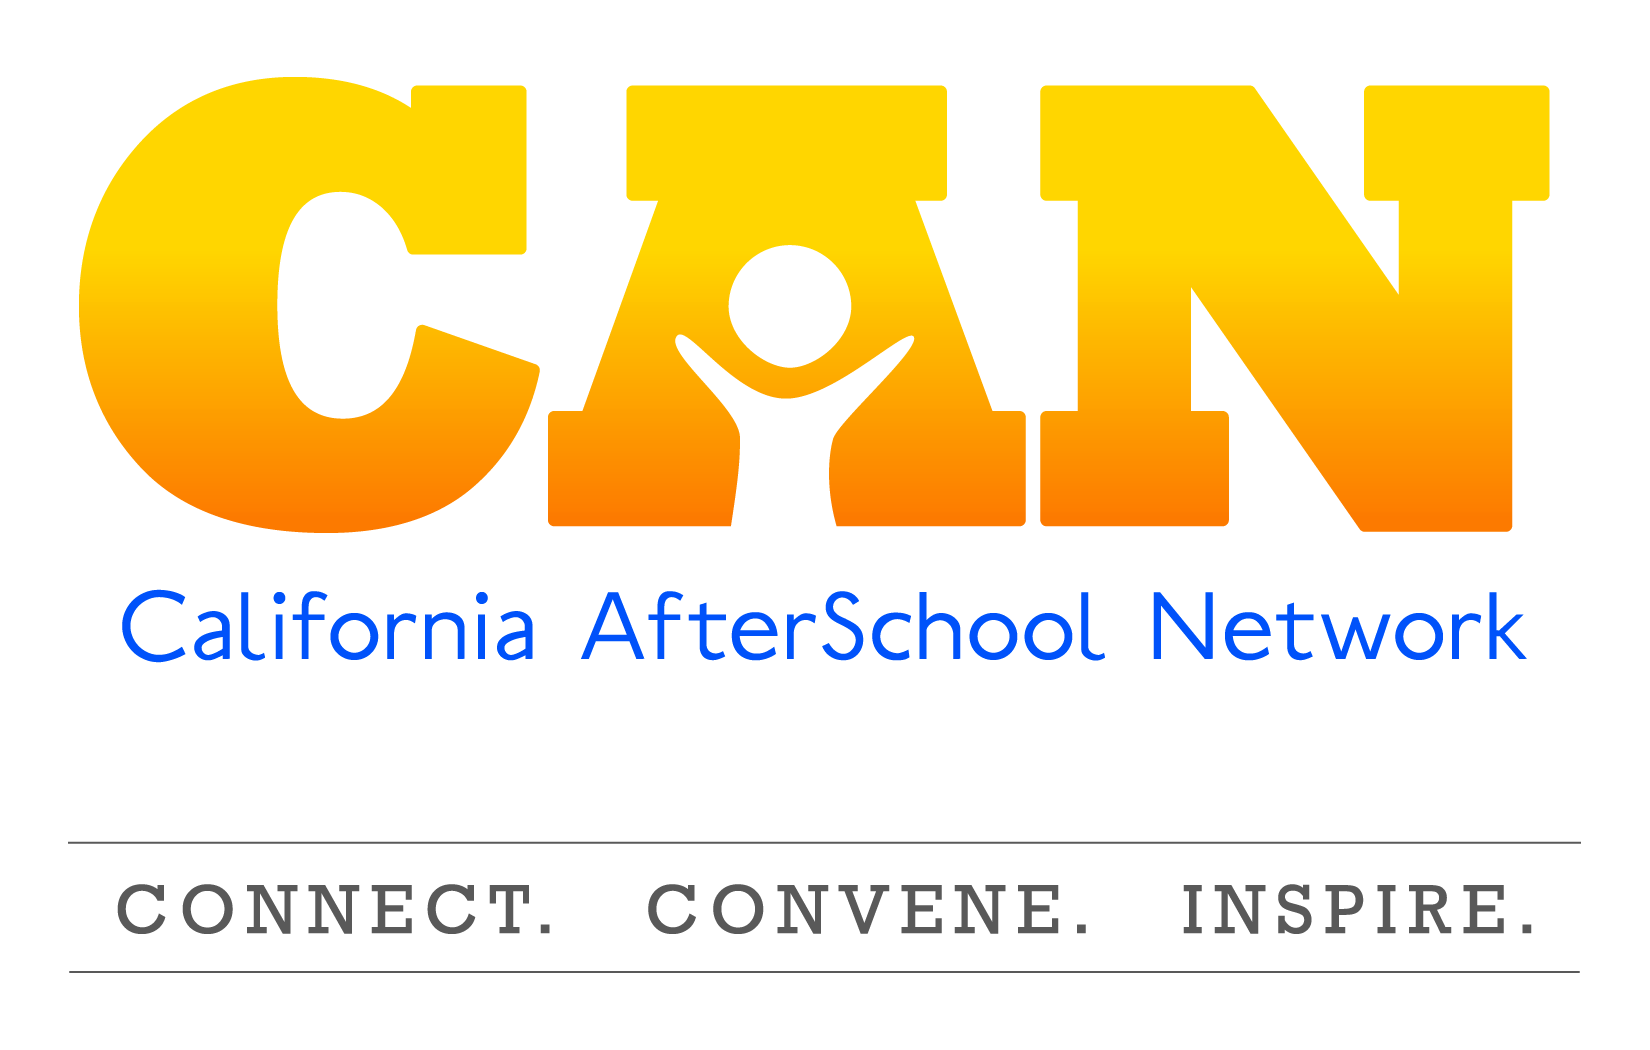 CAN
California AfterSchool Network
CONNECT. CONVENE. INSPIRE.